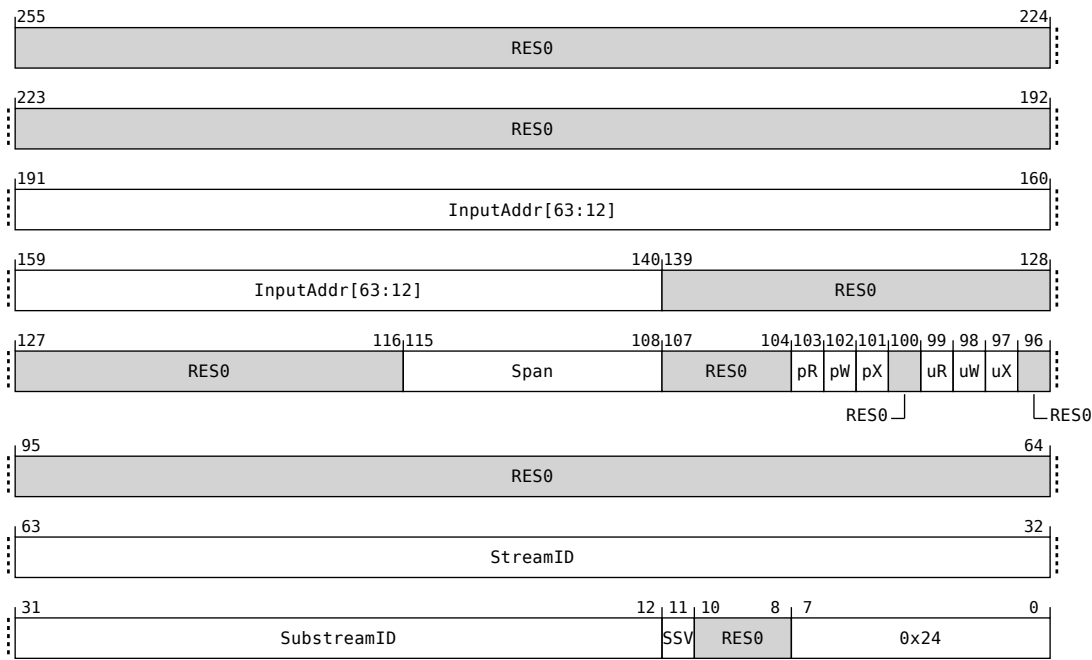 255 224
RES0
223 192
RES0
191 160
InputAddr[63:12]
159 140 139 128
InputAddr[63:12] RES0
127 116 115 108 107 104 103 102 101 100 99 98 97 96
RES0 Span RES0 pR pW pX uR uW uX
RES0 RES0
95 64
RES0
63 32
StreamID
31 12 11 10 8 7 0
SubstreamID SSV RES0 0x24